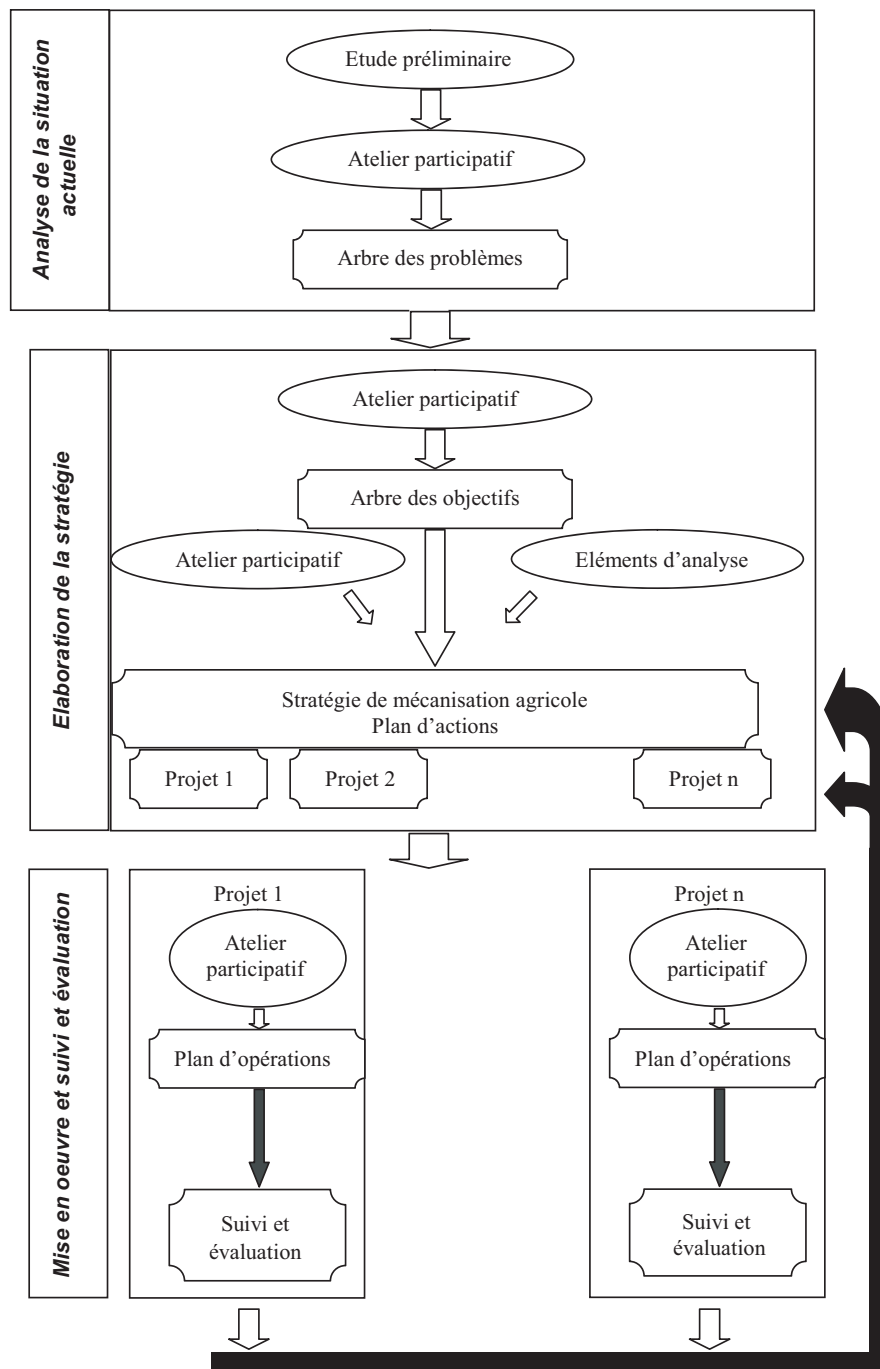 Analyse de la situation
actuelle
Etude préliminaire
Atelier participatif
Arbre des problèmes
Elaboration de la stratégie
Atelier participatif
Arbre des objectifs
Atelier participatif
Eléments d'analyse
Stratégie de mécanisation agricole
Plan d'actions
Projet 1
Projet 2
Projet n
Mise en oeuvre et suivi et évaluation
Projet 1
Atelier
participatif
Plan d'opérations
Suivi et
évaluation
Projet n
Atelier
participatif
Plan d'opérations
Suivi et
évaluation